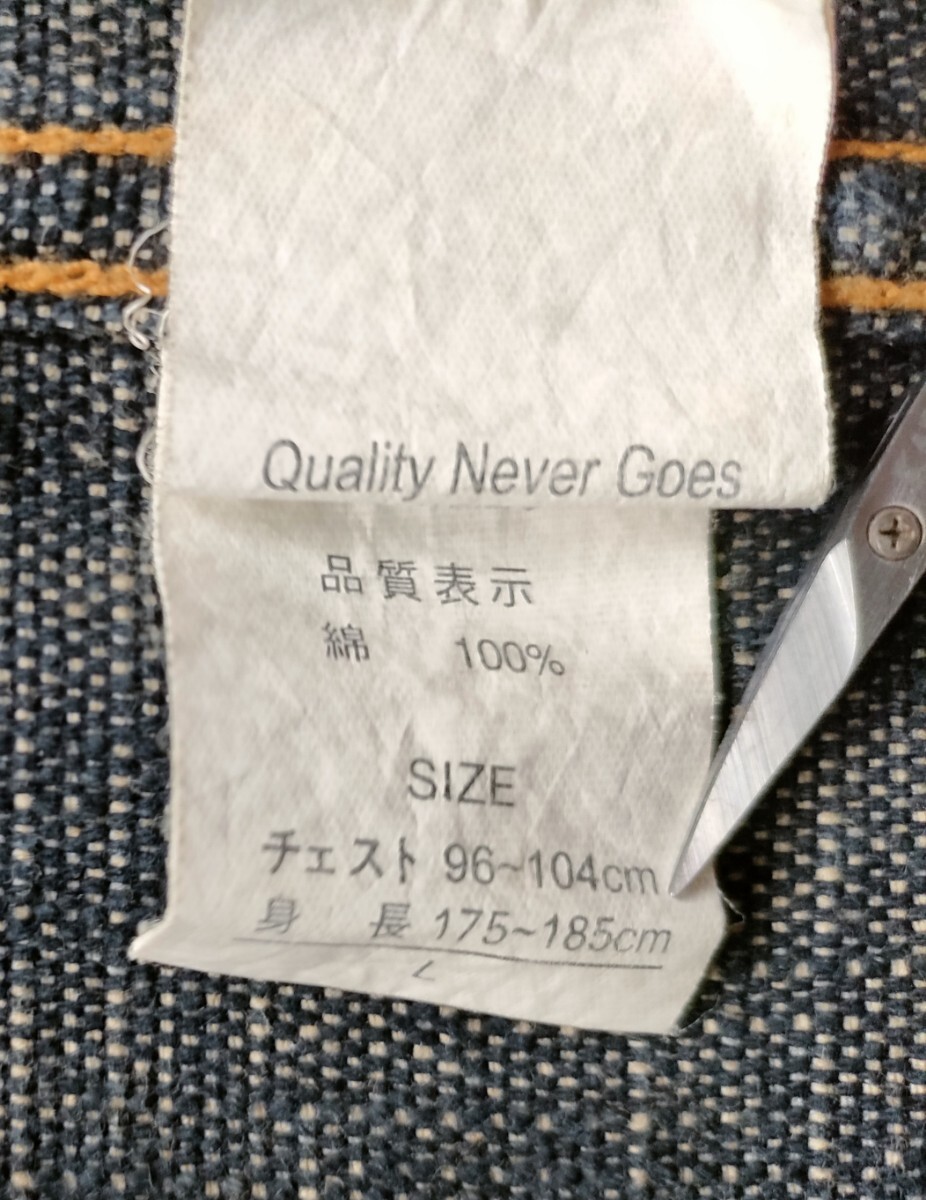 Quality Never Goes
品質表示
綿 100%
SIZE
チェスト 96~104cm
身 長 175~185cm
L